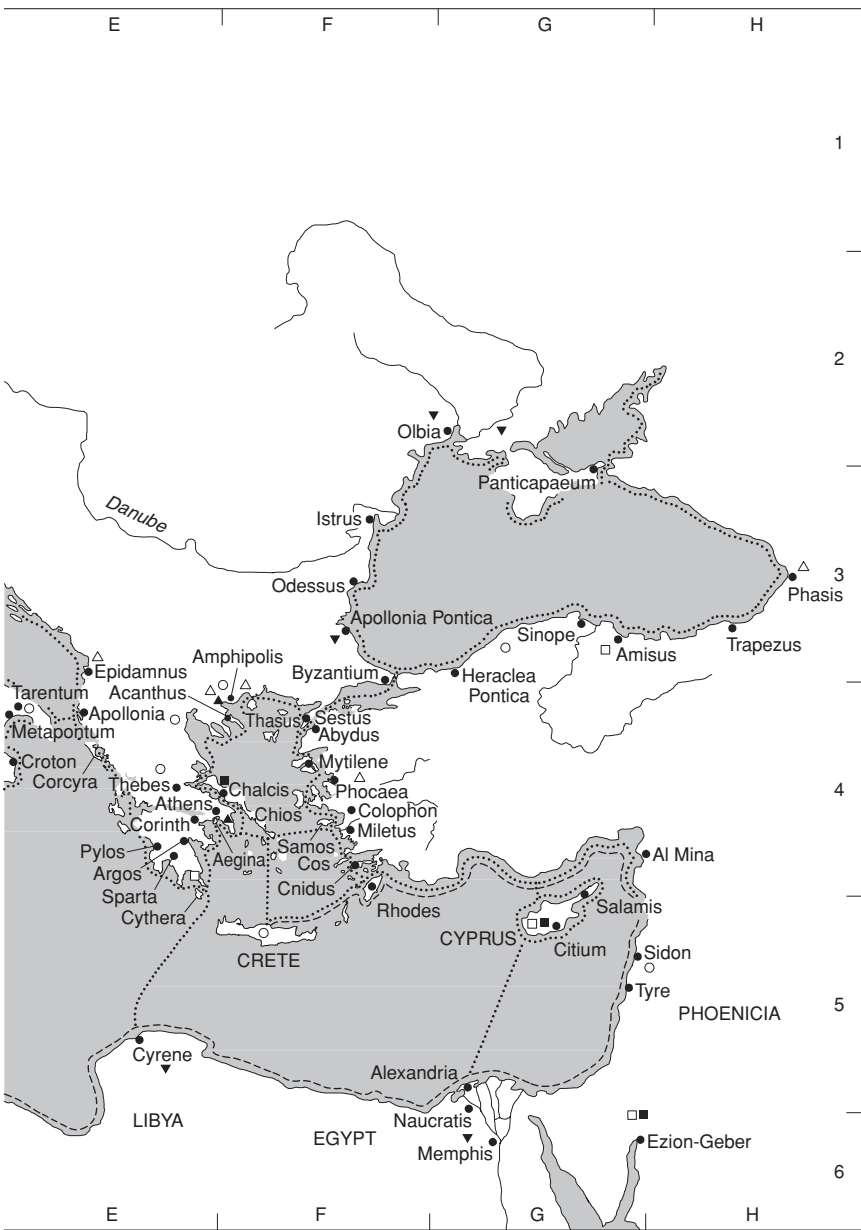 E F G H
1
2
Olbia
Panticapaeum
Danube
Istrus
3
Odessus
Phasis
Apollonia Pontica
Sinope
Trapezus
Amisus
Amphipolis
Epidamnus
Byzantium
Heraclea
Pontica
Acanthus
Tarentum
Apollonia
Thasus
Sestus
Metapontum
Abydus
Croton
Mytilene
Corcyra
Thebes
Chalcis
Phocaea
4
Athens
Chios
Colophon
Corinth
Miletus
Pylos
Samos
Al Mina
Aegina
Cos
Argos
Cnidus
Sparta
Rhodes
Salamis
Cythera
CYPRUS
Citium
CRETE
Sidon
Tyre
5
PHOENICIA
Cyrene
Alexandria
LIBYA
Naucratis
EGYPT
Ezion-Geber
Memphis
6
E F G H